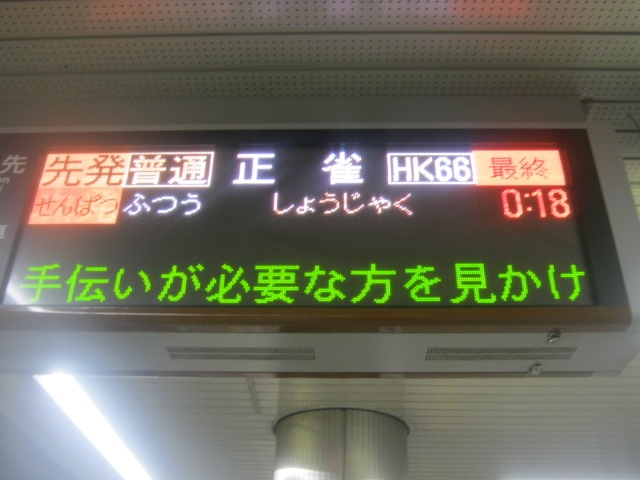 先発 普通 正雀 HK66 最終
せんぱつ ふつう しょうじゃく 0:18
手伝いが必要な方を見かけ
先